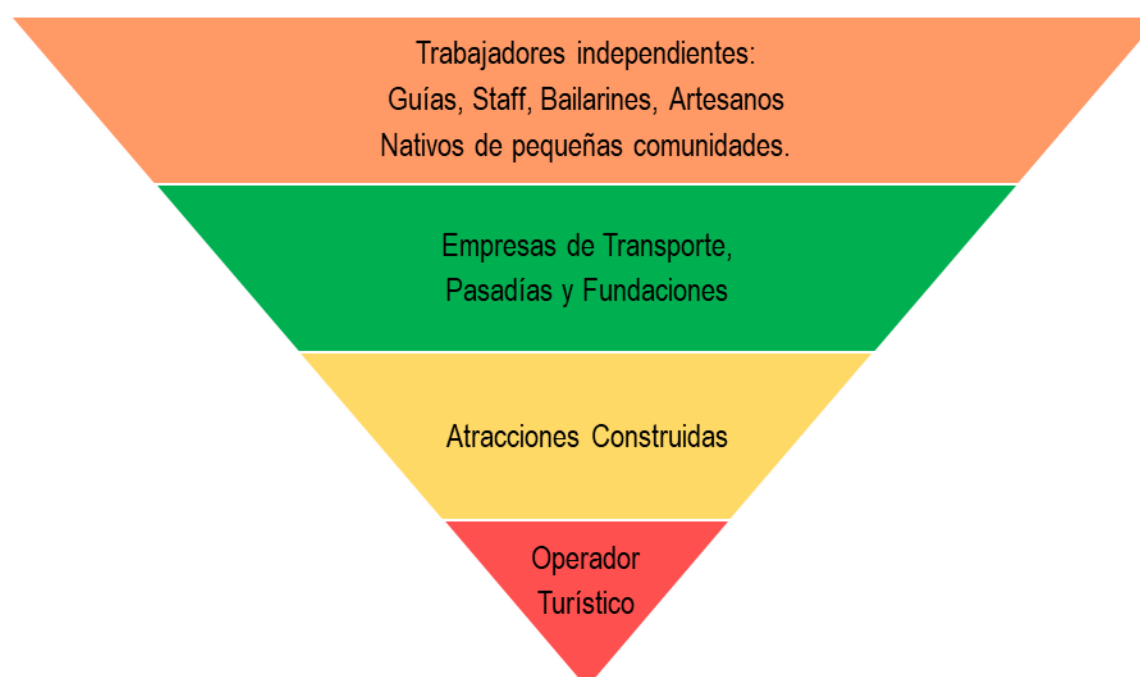 Trabajadores independientes:
Guías, Staff, Bailarines, Artesanos
Nativos de pequeñas comunidades.
Empresas de Transporte,
Pasadías y Fundaciones
Atracciones Construidas
Operador
Turístico